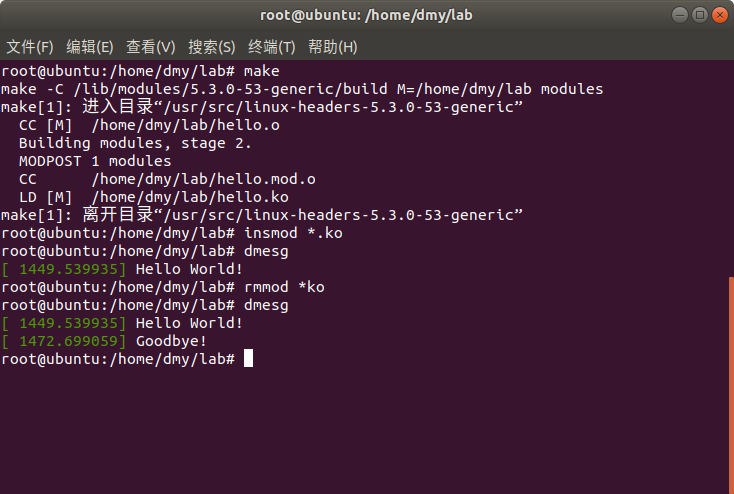 root@ubuntu: /home/dmy/lab
文件(F) 编辑(E) 查看(V) 搜索(S) 终端(T) 帮助(H)
root@ubuntu:/home/dmy/lab# make
make -C /lib/modules/5.3.0-53-generic/build M=/home/dmy/lab modules
make[1]: 进入目录“/usr/src/linux-headers-5.3.0-53-generic”
  CC [M]  /home/dmy/lab/hello.o
  Building modules, stage 2.
  MODPOST 1 modules
  CC      /home/dmy/lab/hello.mod.o
  LD [M]  /home/dmy/lab/hello.ko
make[1]: 离开目录“/usr/src/linux-headers-5.3.0-53-generic”
root@ubuntu:/home/dmy/lab# insmod *.ko
root@ubuntu:/home/dmy/lab# dmesg
[ 1449.539935] Hello World!
root@ubuntu:/home/dmy/lab# rmmod *ko
root@ubuntu:/home/dmy/lab# dmesg
[ 1449.539935] Hello World!
[ 1472.699059] Goodbye!
root@ubuntu:/home/dmy/lab#